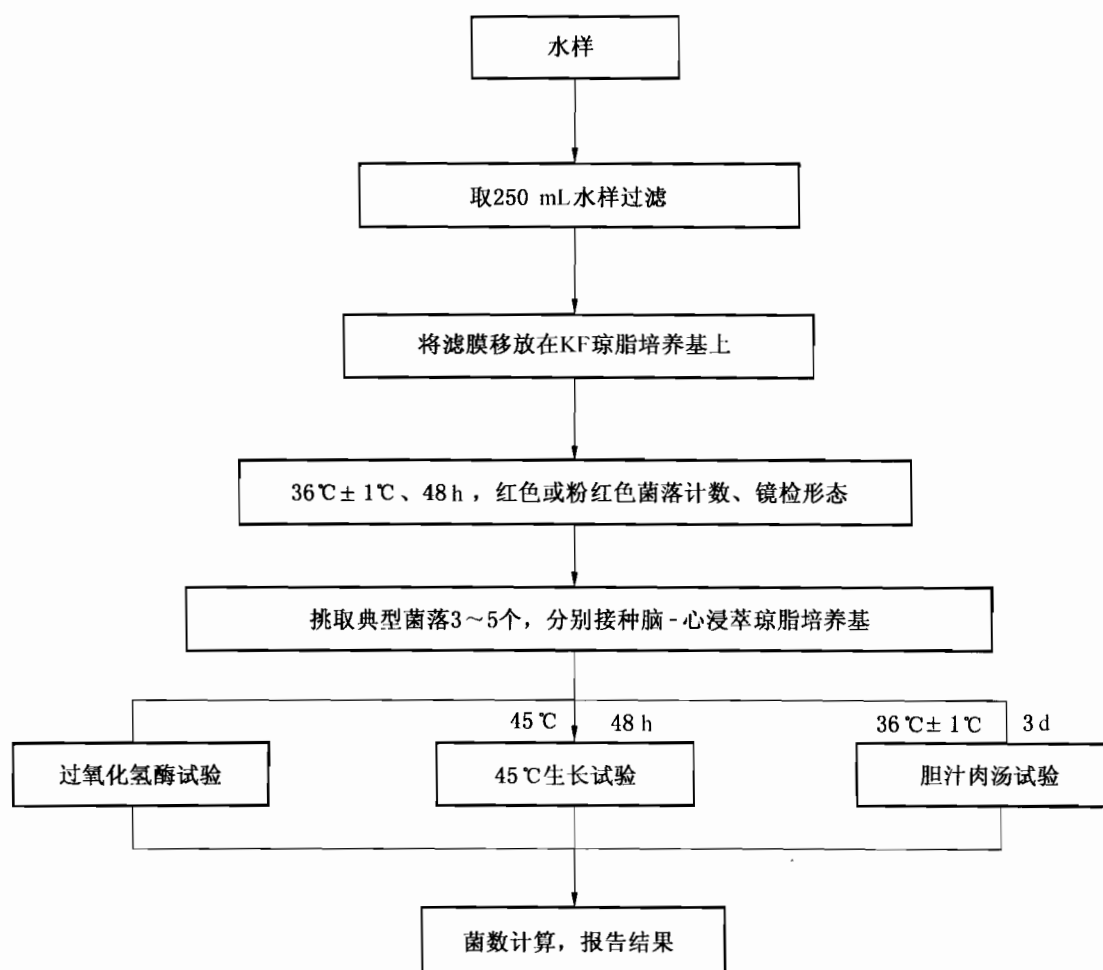 水样
取250 mL水样过滤
将滤膜移放在KF琼脂培养基上
36℃±1℃、48h，红色或粉红色菌落计数、镜检形态
挑取典型菌落3～5个，分别接种脑-心浸萃琼脂培养基
45℃ 48h 36℃±1℃ 3d
过氧化氢酶试验 45℃生长试验 胆汁肉汤试验
菌数计算，报告结果